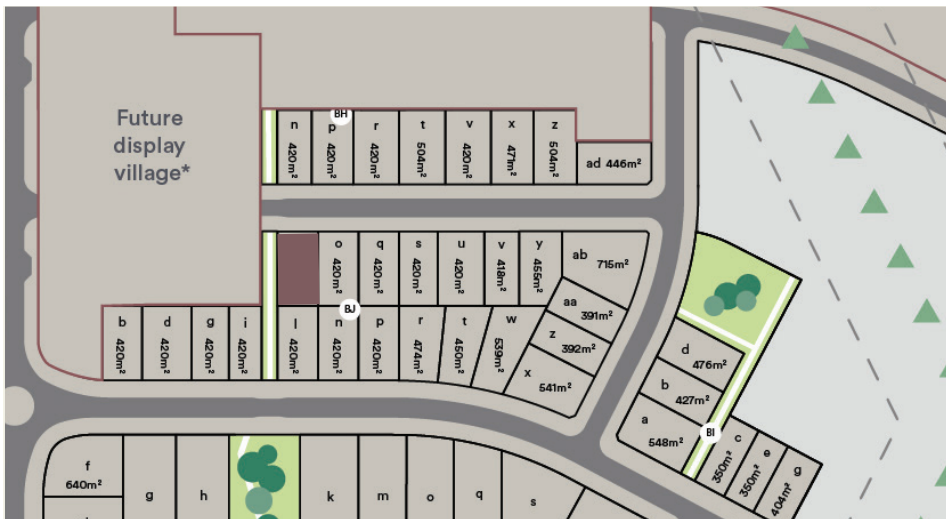 Future
display
village*
BH
n
420m²
p
420m²
r
420m²
t
504m²
v
420m²
x
471m²
z
504m²
ad 446m²
o
420m²
q
420m²
s
420m²
u
420m²
v
418m²
y
455m²
ab
715m²
aa
391m²
z
392m²
x
541m²
BJ
b
420m²
d
420m²
g
420m²
i
420m²
l
420m²
n
420m²
p
420m²
r
474m²
t
450m²
w
539m²
d
476m²
b
427m²
a
548m²
BI
c
350m²
e
350m²
g
404m²
f
640m²
g
h
k
m
o
q
s